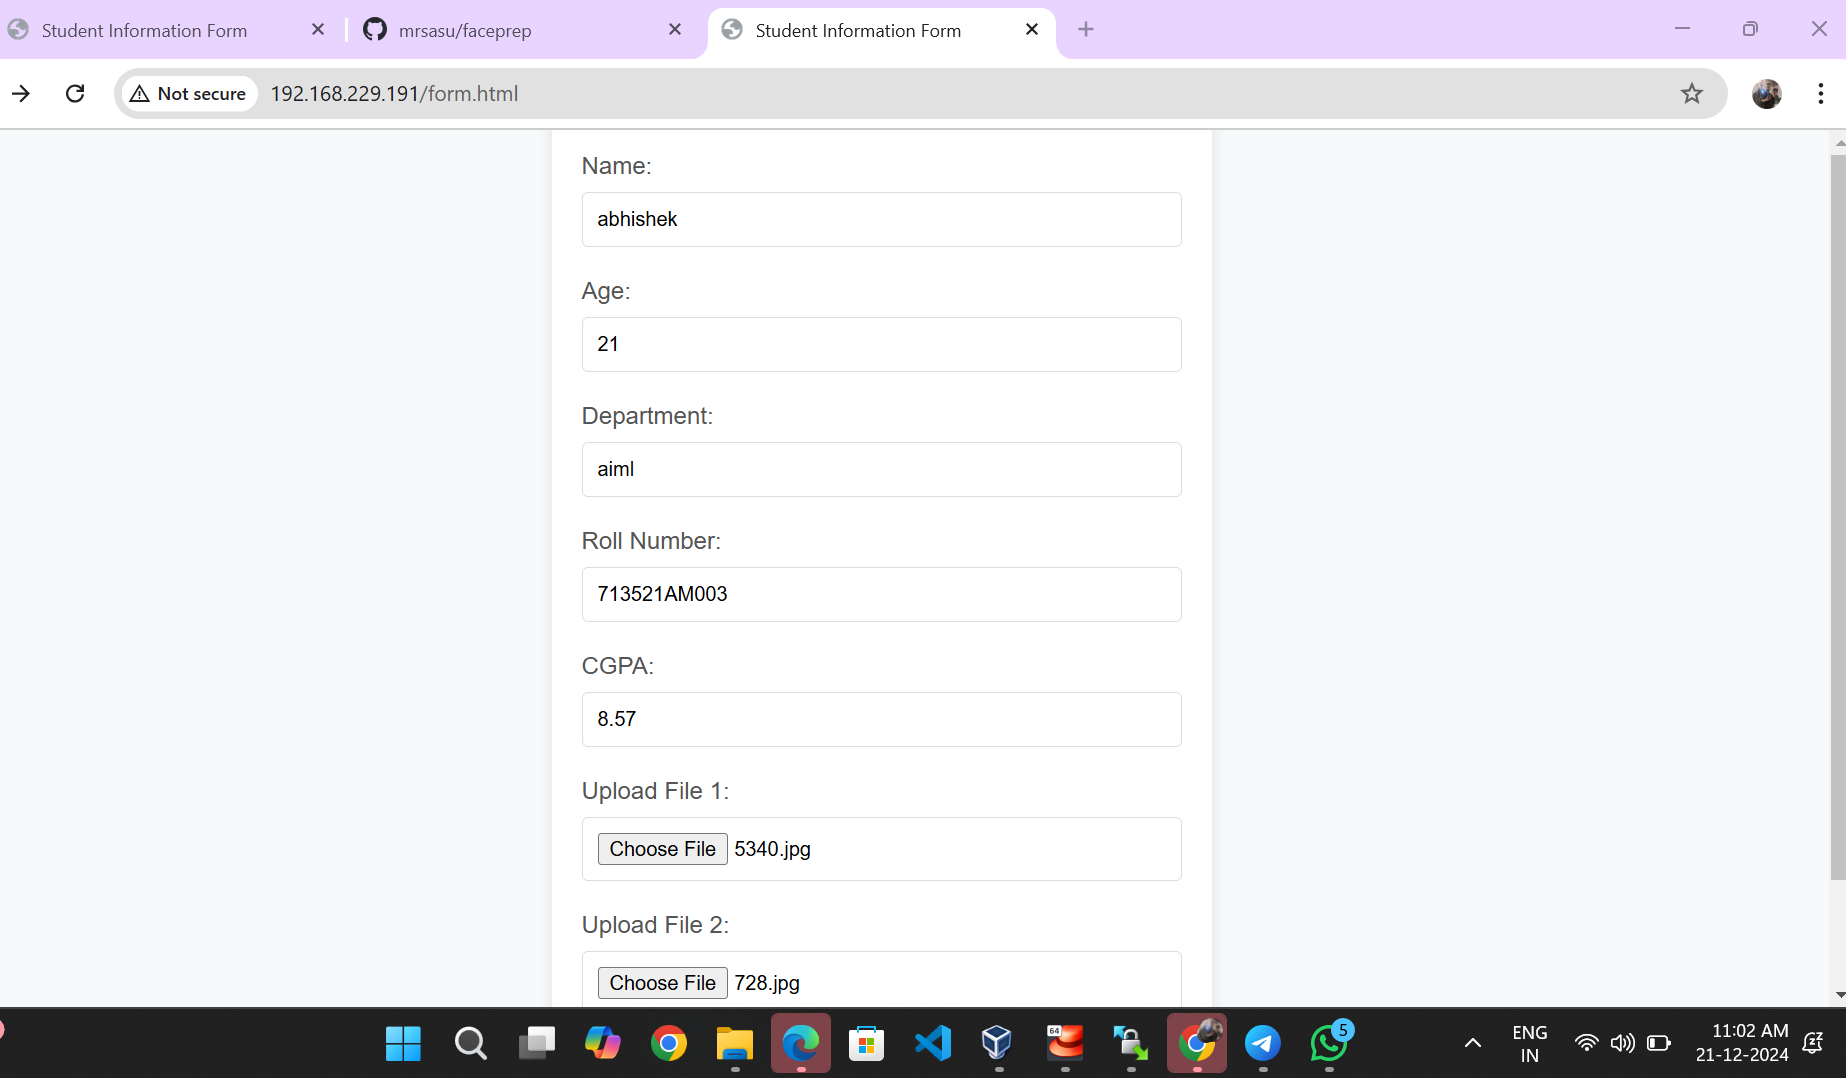 Student Information Form
mrsasu/faceprep
Student Information Form
Not secure
192.168.229.191/form.html
Name:
abhishek
Age:
21
Department:
aiml
Roll Number:
713521AM003
CGPA:
8.57
Upload File 1:
Choose File 5340.jpg
Upload File 2:
Choose File 728.jpg
64
5
ENG
IN
11:02 AM
21-12-2024